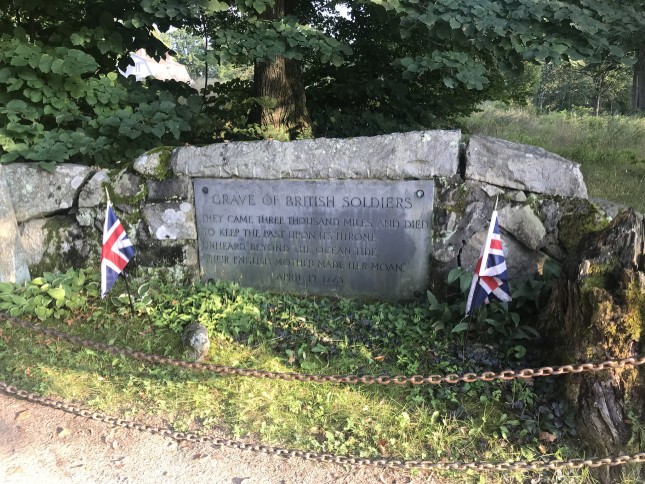 GRAVE OF BRITISH SOLDIERS
THEY CAME THREE THOUSAND MILES AND DIED
TO KEEP THE PAST UPON ITS THRONE
UNHEARD BEYOND THE OCEAN TIDE
THEIR ENGLISH MOTHER MADE HER MOAN
APRIL 19, 1775